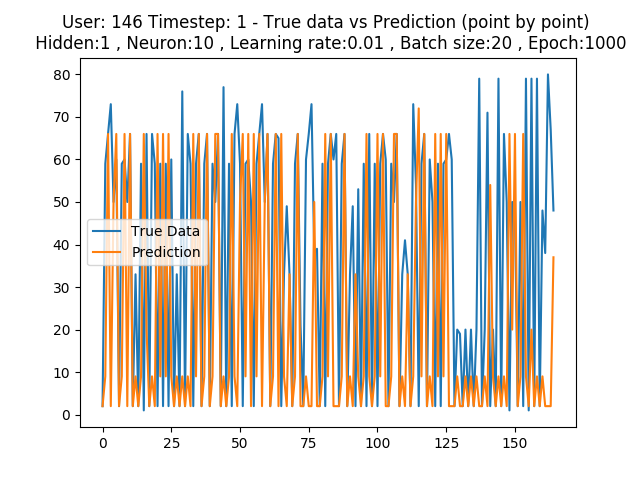 User: 146 Timestep: 1 - True data vs Prediction (point by point)
Hidden:1 , Neuron:10 , Learning rate:0.01 , Batch size:20 , Epoch:1000
80
70
60
50
40
30
20
10
0
True Data
Prediction
0 25 50 75 100 125 150